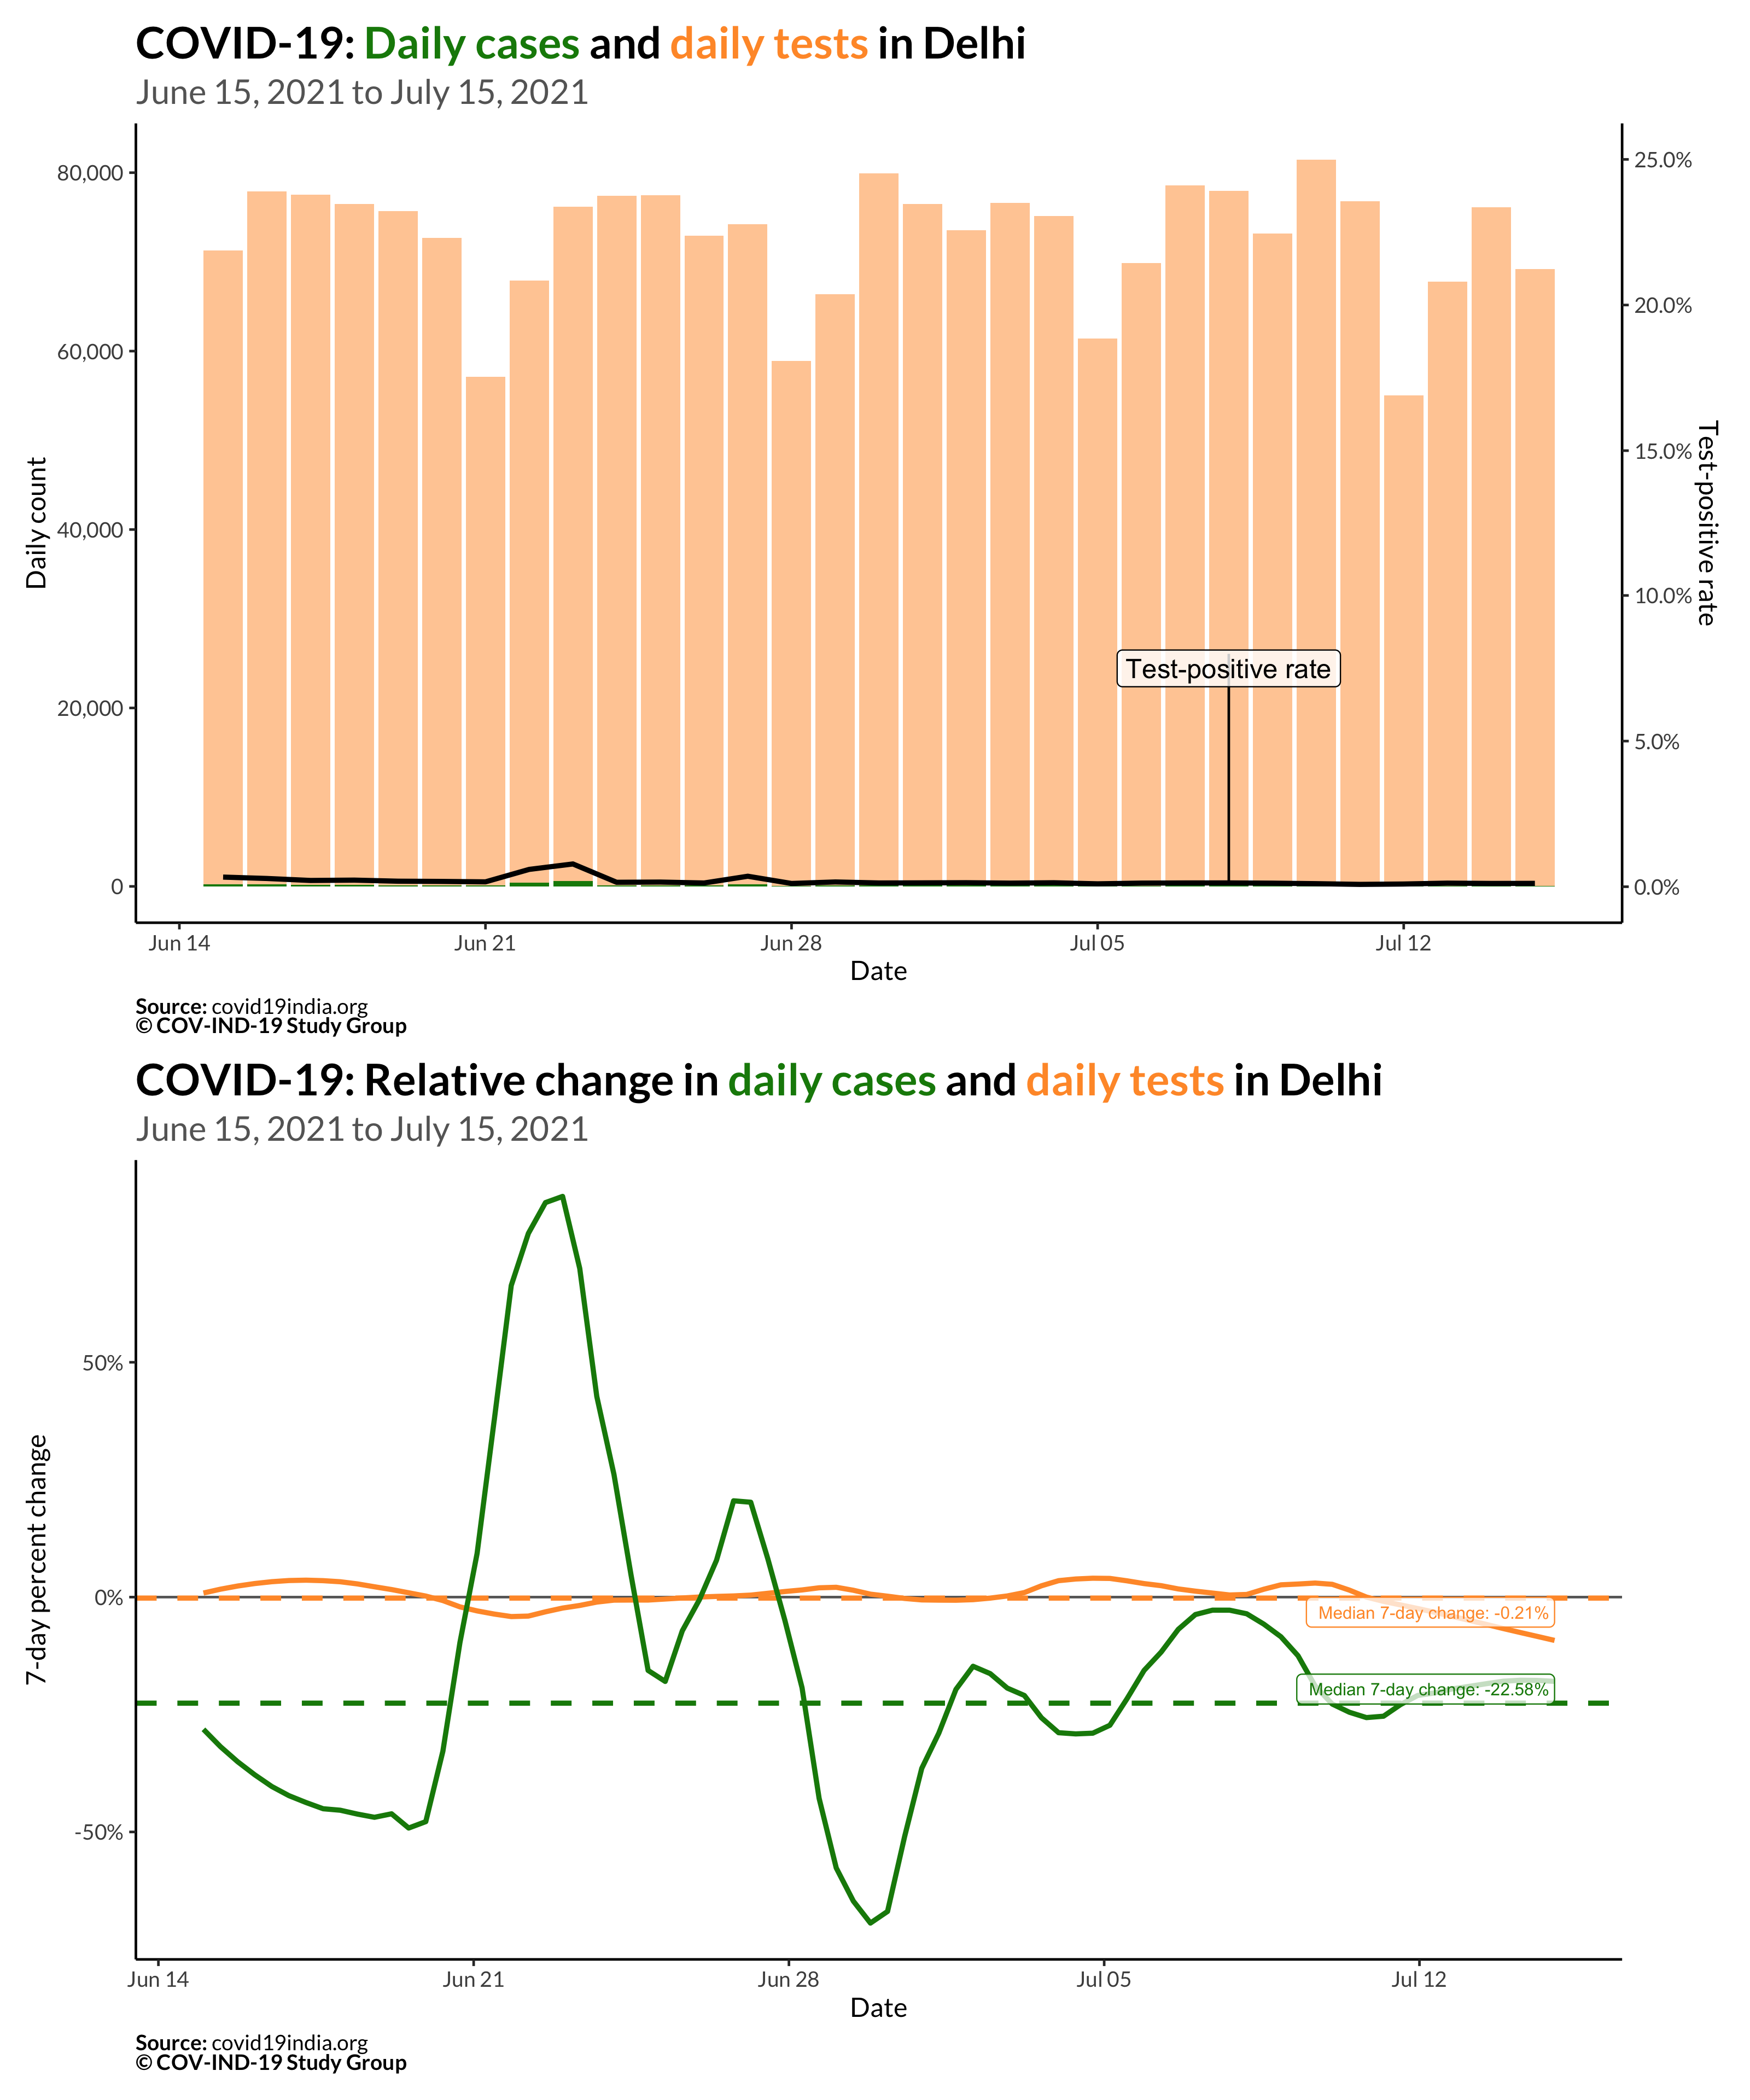 COVID-19: Daily cases and daily tests in Delhi
June 15, 2021 to July 15, 2021
80,000
60,000
40,000
20,000
0
Daily count
25.0%
20.0%
15.0%
10.0%
5.0%
0.0%
Test-positive rate
Test-positive rate
Jun 14
Jun 21
Jun 28
Jul 05
Jul 12
Date
Source: covid19india.org
© COV-IND-19 Study Group
COVID-19: Relative change in daily cases and daily tests in Delhi
June 15, 2021 to July 15, 2021
50%
0%
-50%
7-day percent change
Median 7-day change: -0.21%
Median 7-day change: -22.58%
Jun 14
Jun 21
Jun 28
Jul 05
Jul 12
Date
Source: covid19india.org
© COV-IND-19 Study Group